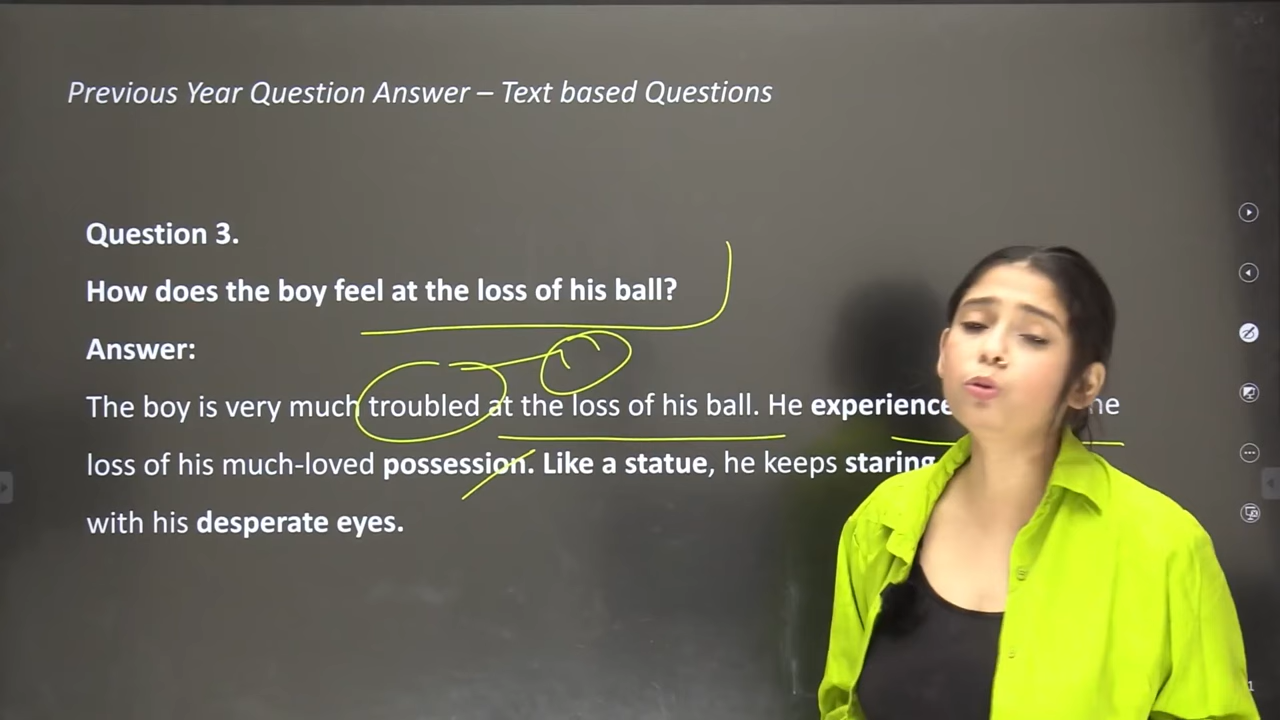 Previous Year Question Answer – Text based Questions
Question 3.
How does the boy feel at the loss of his ball?
Answer:
The boy is very much troubled at the loss of his ball. He
loss of his much-loved possession. Like a statue, he keeps staring
with his desperate eyes.
1